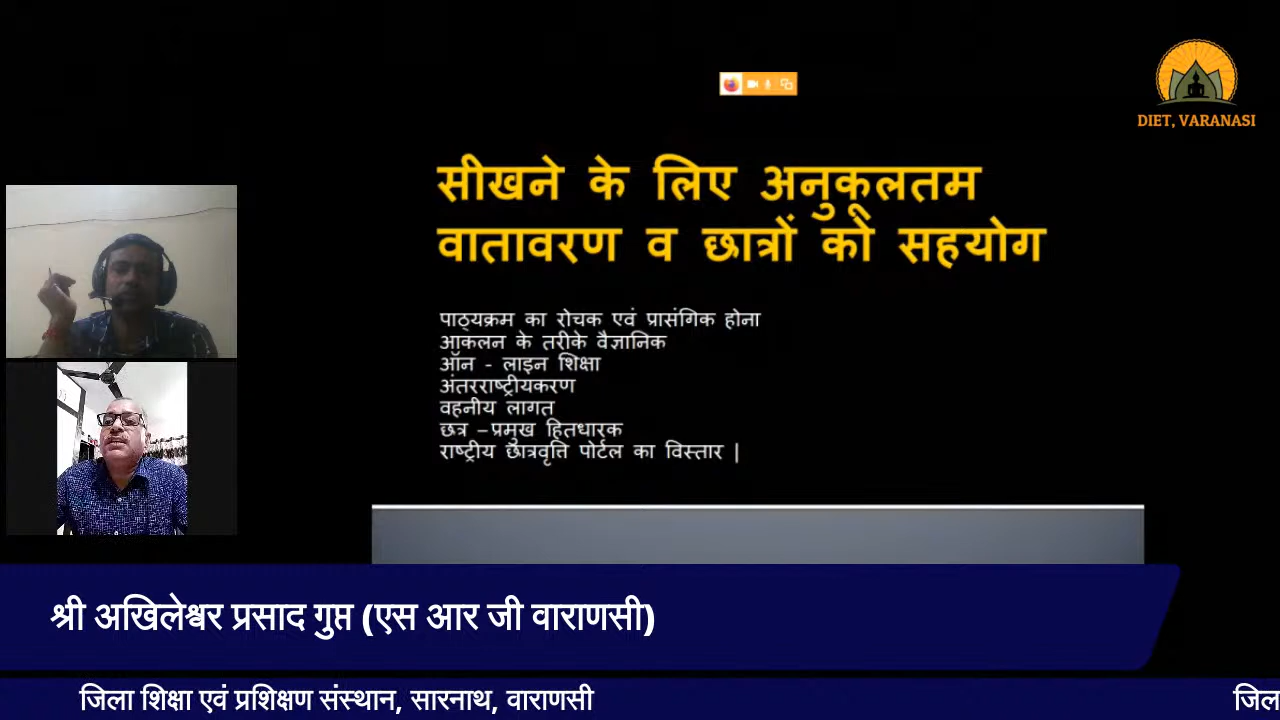 DIET, VARANASI
सीखने के लिए अनुकूलतम
वातावरण व छात्रों को सहयोग
पाठ्यक्रम का रोचक एवं प्रासंगिक होना
आकलन के तरीके वैज्ञानिक
ऑन - लाइन शिक्षा
अंतरराष्ट्रीयकरण
वहनीय लागत
छत्र –प्रमुख हितधारक
राष्ट्रीय छात्रवृत्ति पोर्टल का विस्तार |
श्री अखिलेश्वर प्रसाद गुप्त (एस आर जी वाराणसी)
जिला शिक्षा एवं प्रशिक्षण संस्थान, सारनाथ, वाराणसी
जिल